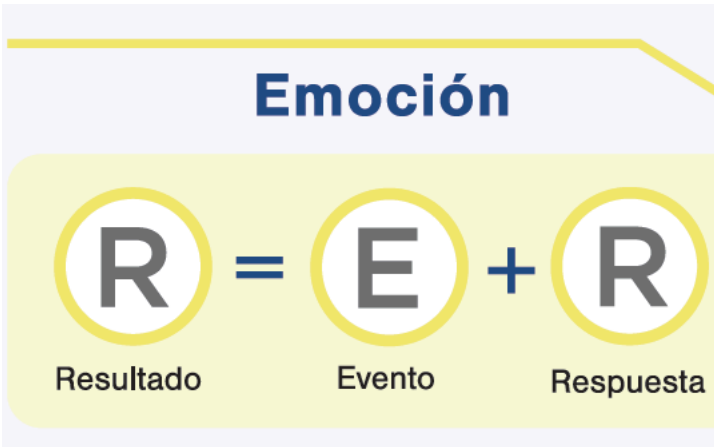 Emoción
R = E + R
Resultado Evento Respuesta